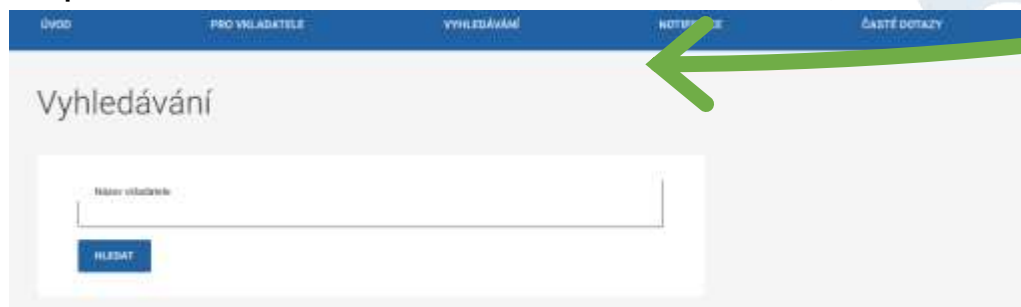 ÚVOD PRO VKLADATELE VYHLEDÁVÁNÍ ČASTÉ DOTAZY
Vyhledávání
Název vkladatele
HLEDAT